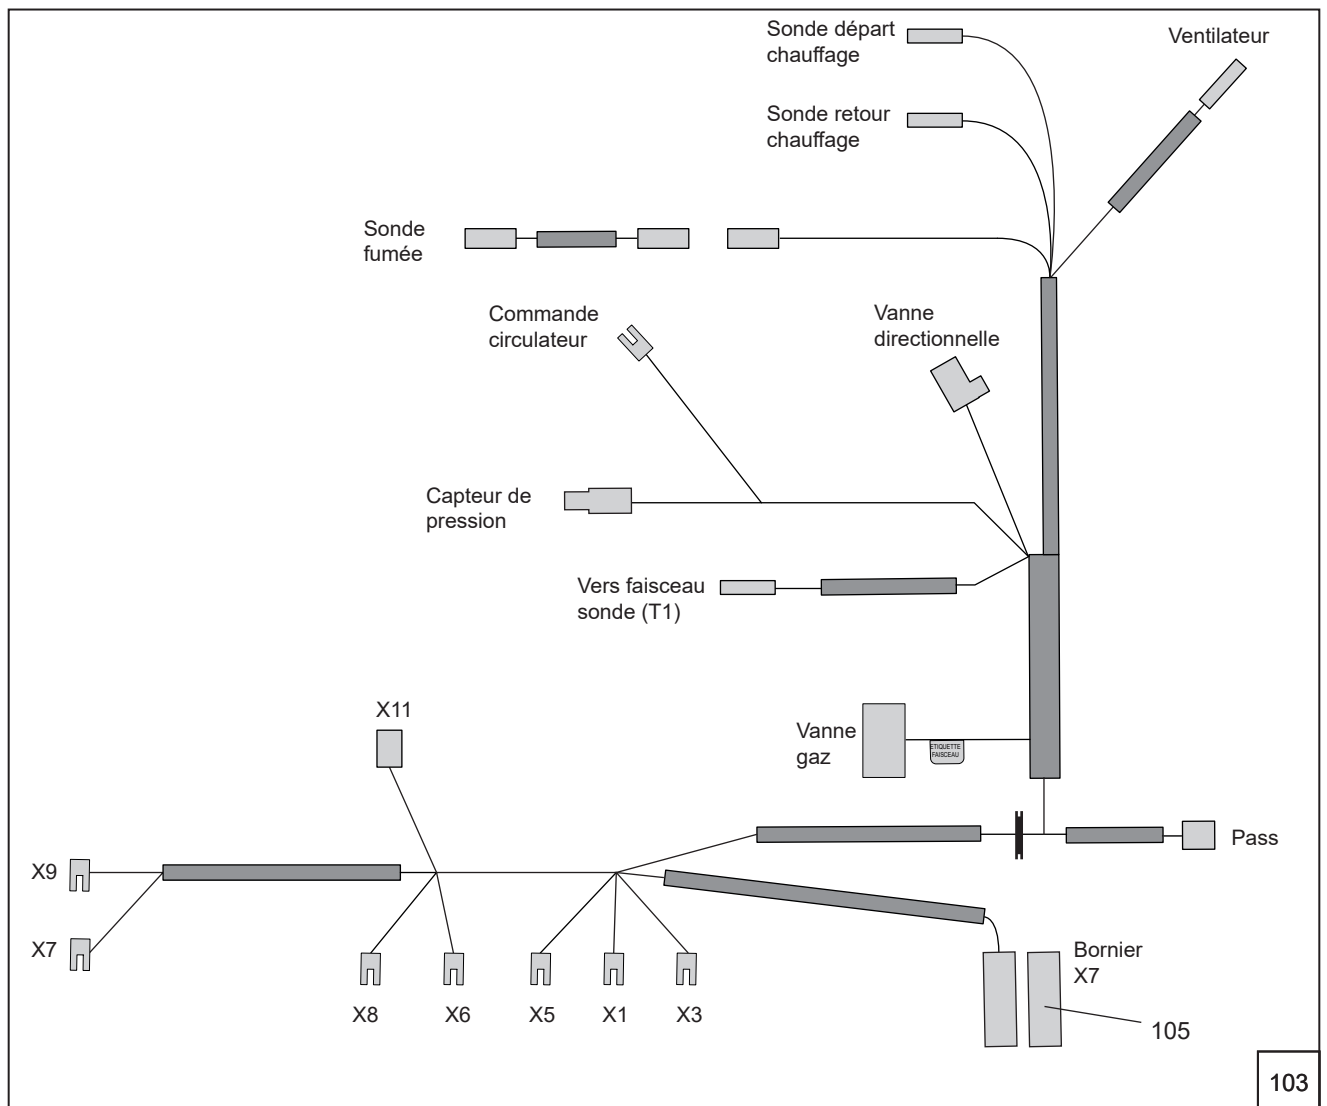 Sonde départ
chauffage
Ventilateur
Sonde retour
chauffage
Sonde
fumée
Commande
circulateur
Vanne
directionnelle
Capteur de
pression
Vers faisceau
sonde (T1)
X11
Vanne
gaz
ETIQUETTE
FAISCEAU
Pass
X9
X7
Bornier
X7
X8
X6
X5
X1
X3
105
103